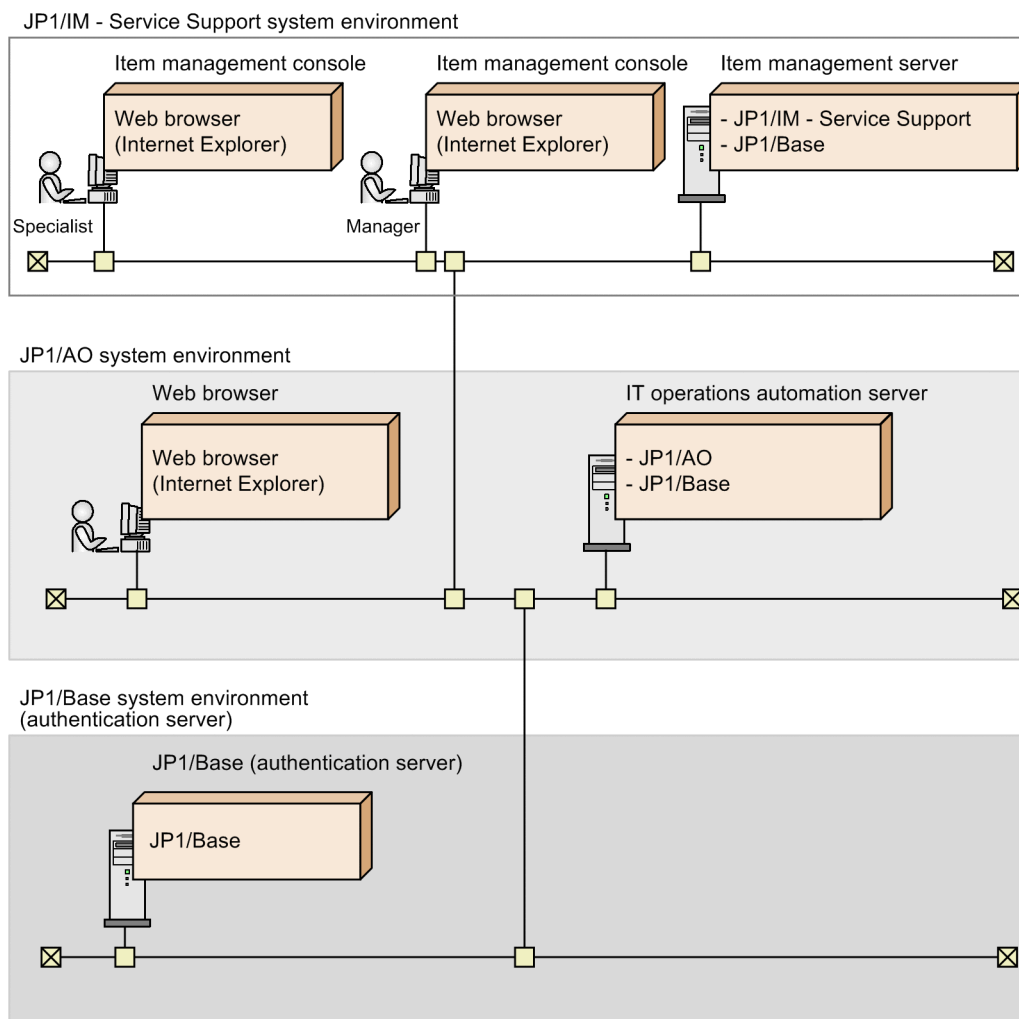 JP1/IM - Service Support system environment
Item management console
Item management console
Item management server
Web browser
(Internet Explorer)
Web browser
(Internet Explorer)
- JP1/IM - Service Support
- JP1/Base
Specialist
Manager
JP1/AO system environment
Web browser
IT operations automation server
Web browser
(Internet Explorer)
- JP1/AO
- JP1/Base
JP1/Base system environment
(authentication server)
JP1/Base (authentication server)
JP1/Base